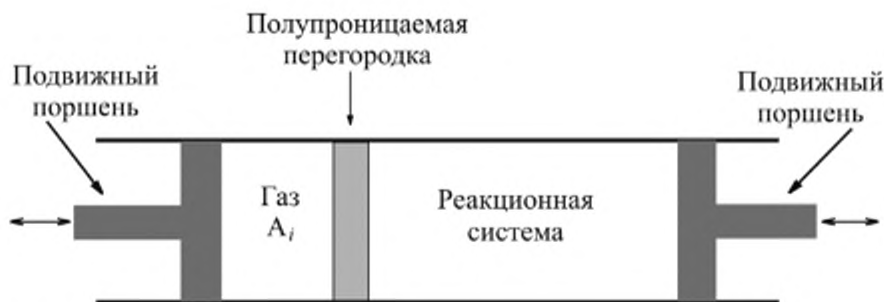 Полупроницаемая
перегородка
Подвижный
поршень
Подвижный
поршень
Газ
A_i
Реакционная
система